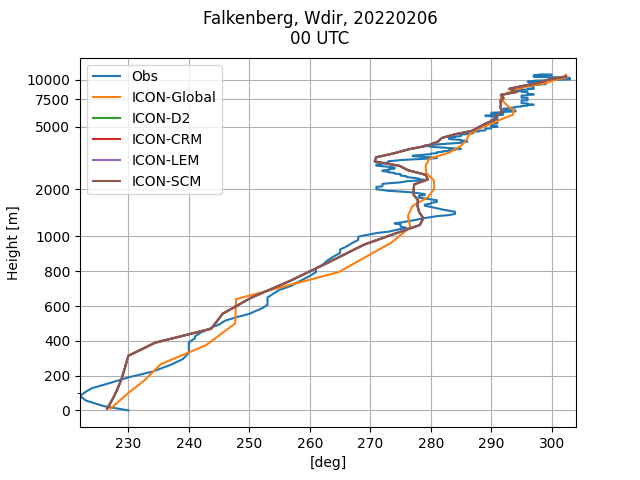 Falkenberg, Wdir, 20220206
00 UTC
Obs
ICON-Global
ICON-D2
ICON-CRM
ICON-LEM
ICON-SCM
Height [m]
10000
7500
5000
2000
1000
800
600
400
200
0
230 240 250 260 270 280 290 300
[deg]